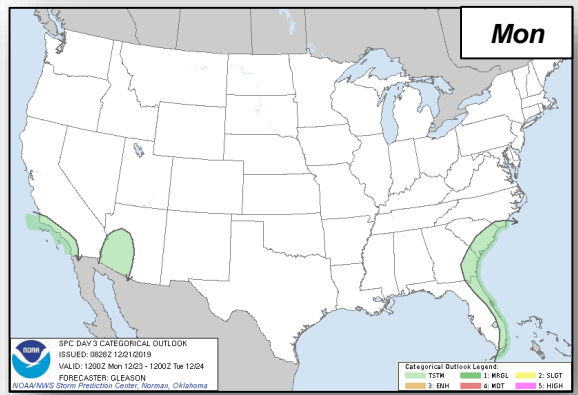 Mon
NOAA
SPC DAY 3 CATEGORICAL OUTLOOK
ISSUED: 0828Z 12/21/2019
VALID: 1200Z Mon 12/23 - 1200Z Tue 12/24
FORECASTER: GLEASON
NOAA/NWS Storm Prediction Center, Norman, Oklahoma
Categorical Outlook Legend:
TSTM 1: MRGL 2: SLGT
3: ENH 4: MDT 5: HIGH